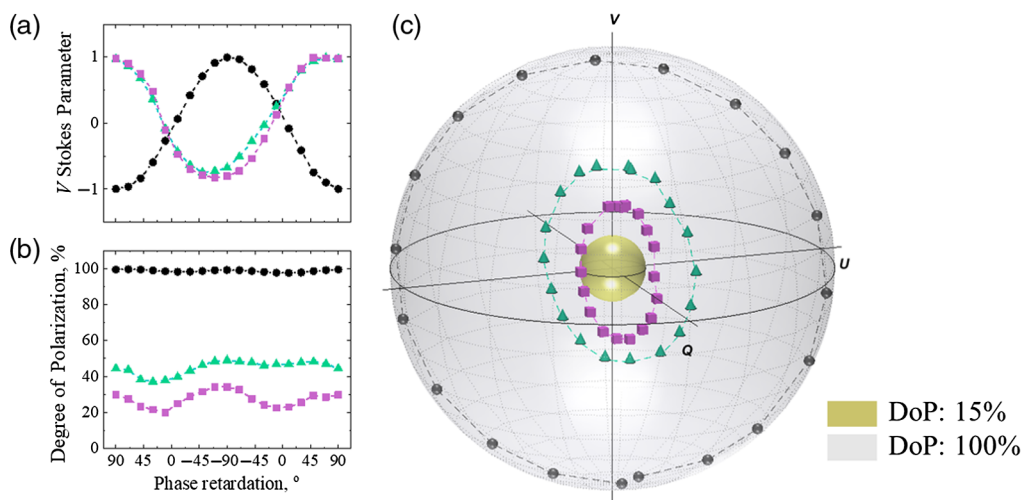 (a)
V Stokes Parameter
1
0
−1
(b)
Degree of Polarization, %
100
80
60
40
20
0
90 45 0 −45 −90 −45 0 45 90
Phase retardation, °
(c)
V
U
Q
DoP: 15%
DoP: 100%